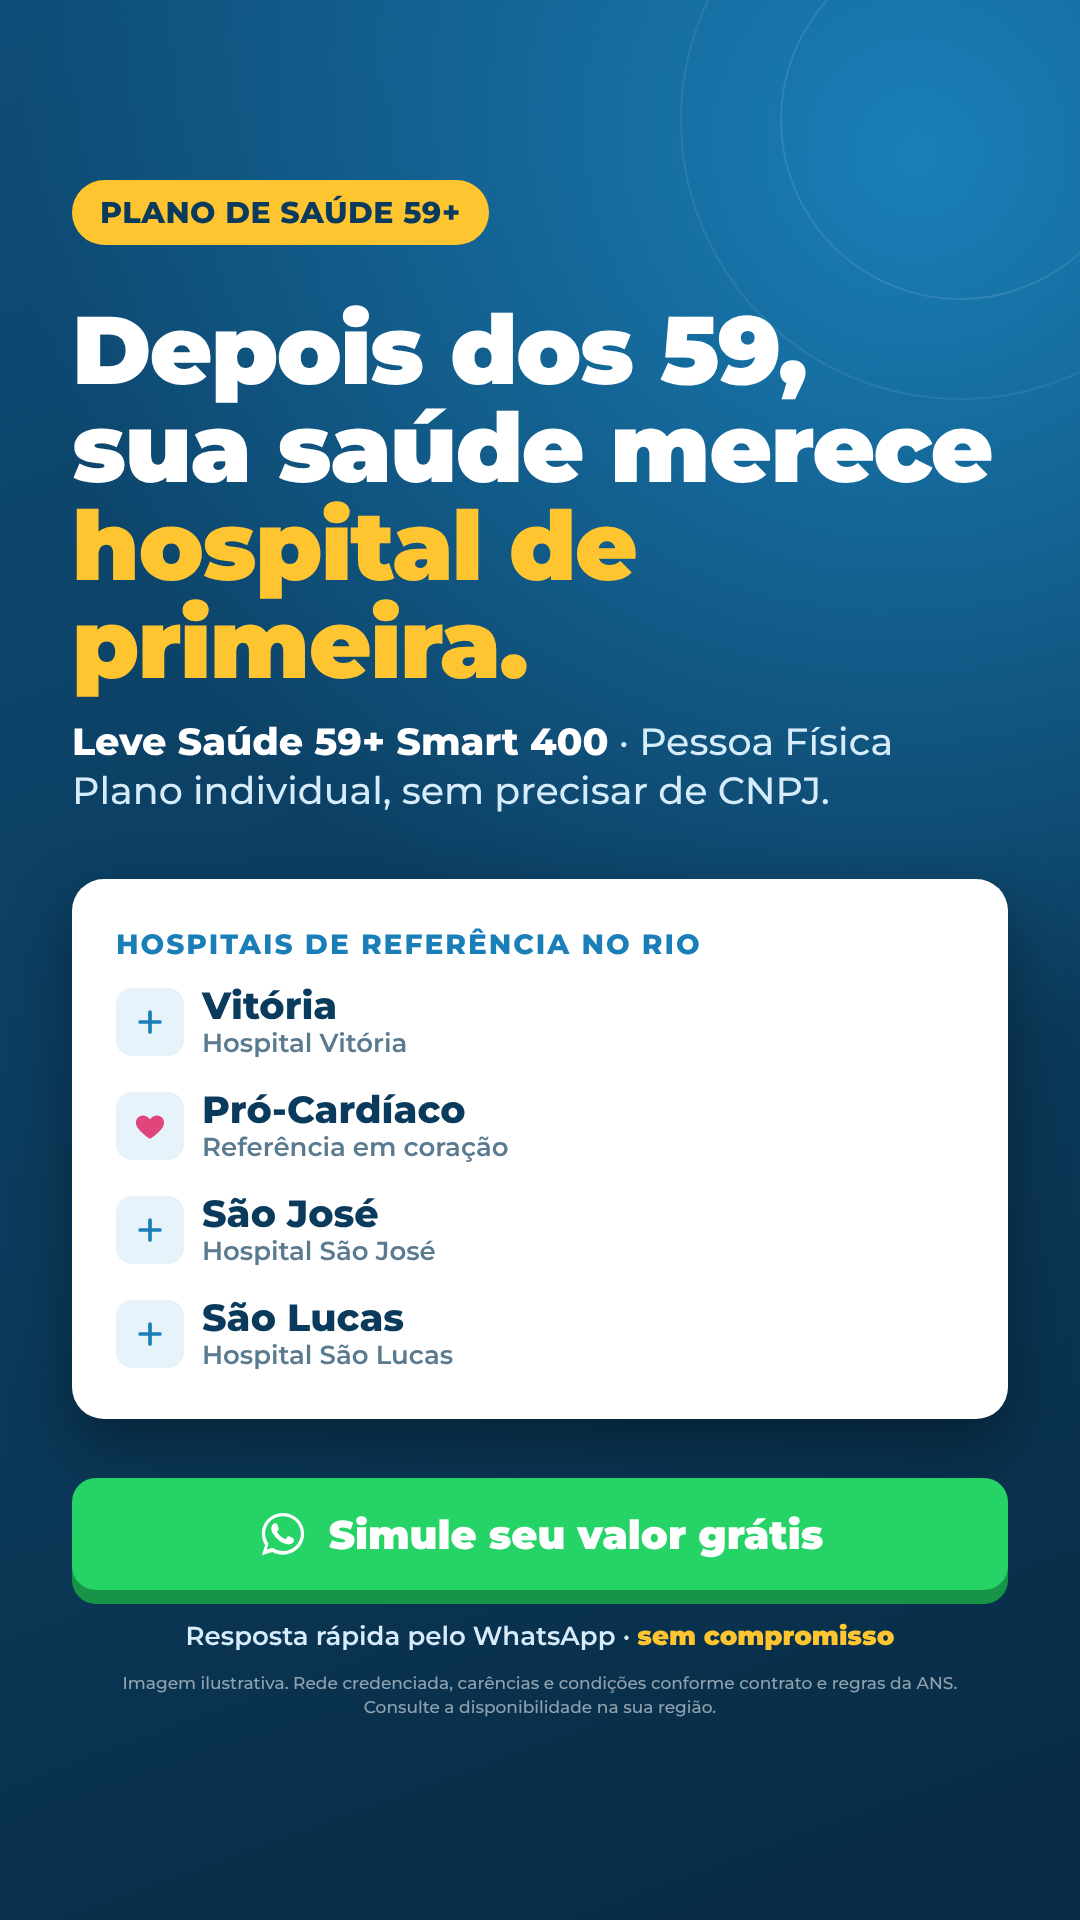 PLANO DE SAÚDE 59+
Depois dos 59,
sua saúde merece
hospital de
primeira.
Leve Saúde 59+ Smart 400 · Pessoa Física
Plano individual, sem precisar de CNPJ.
HOSPITAIS DE REFERÊNCIA NO RIO
Vitória
Hospital Vitória
Pró-Cardíaco
Referência em coração
São José
Hospital São José
São Lucas
Hospital São Lucas
Simule seu valor grátis
Resposta rápida pelo WhatsApp · sem compromisso
Imagem ilustrativa. Rede credenciada, carências e condições conforme contrato e regras da ANS.
Consulte a disponibilidade na sua região.